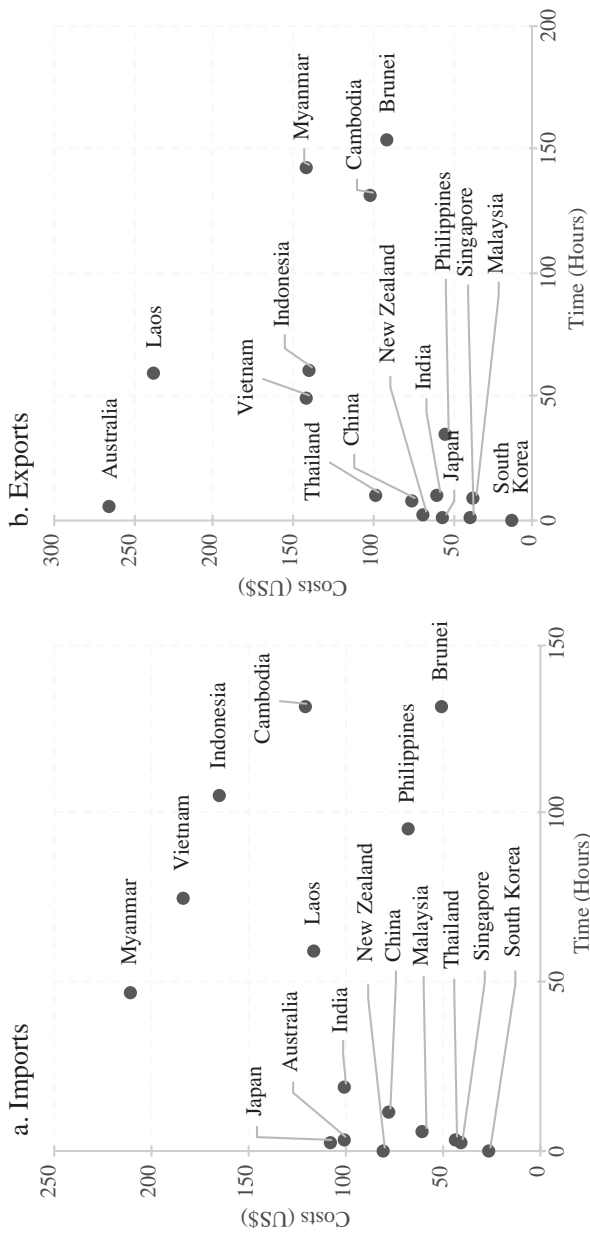 a. Imports
Costs (US$)
250
200
150
100
50
0
Myanmar
Vietnam
Indonesia
Cambodia
Japan
Australia
India
Laos
New Zealand
China
Malaysia
Thailand
Singapore
South Korea
Philippines
Brunei
0
50
100
150
Time (Hours)
b. Exports
Costs (US$)
300
250
200
150
100
50
0
Australia
Laos
Vietnam
Indonesia
Myanmar
Cambodia
Brunei
Thailand
China
New Zealand
India
Japan
Philippines
Singapore
Malaysia
South
Korea
0
50
100
150
200
Time (Hours)